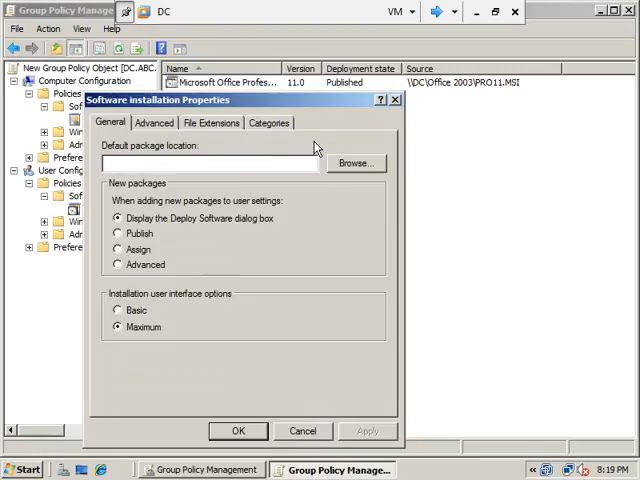 Group Policy Manage
DC
VM
File Action View Help
New Group Policy Object [DC.ABC.
Computer Configuration
Policies
Sof
Wir
Adr
Prefere
User Config
Policies
Sof
Wir
Adr
Prefere
Name Version Deployment state Source
Microsoft Office Profes... 11.0 Published \\DC\Office 2003\PRO11.MSI
Software installation Properties
General Advanced File Extensions Categories
Default package location:
Browse...
New packages
When adding new packages to user settings:
Display the Deploy Software dialog box
Publish
Assign
Advanced
Installation user interface options
Basic
Maximum
OK Cancel Apply
Start Group Policy Management Group Policy Manage... 8:19 PM